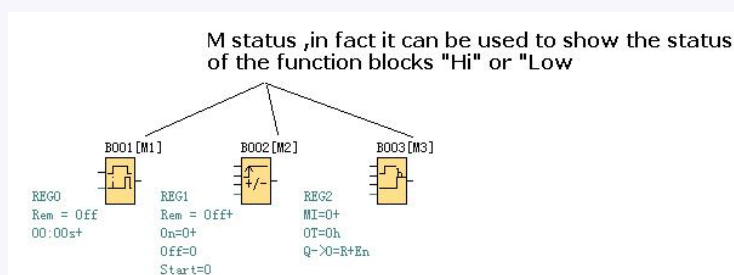 M status ,in fact it can be used to show the status
of the function blocks "Hi" or "Low
B001[M1]
B002[M2]
B003[M3]
+/-
REG0
Rem = Off
00:00s+
REG1
Rem = Off+
On=0+
Off=0
Start=0
h
REG2
MI=0+
OT=0h
Q->0=R+En